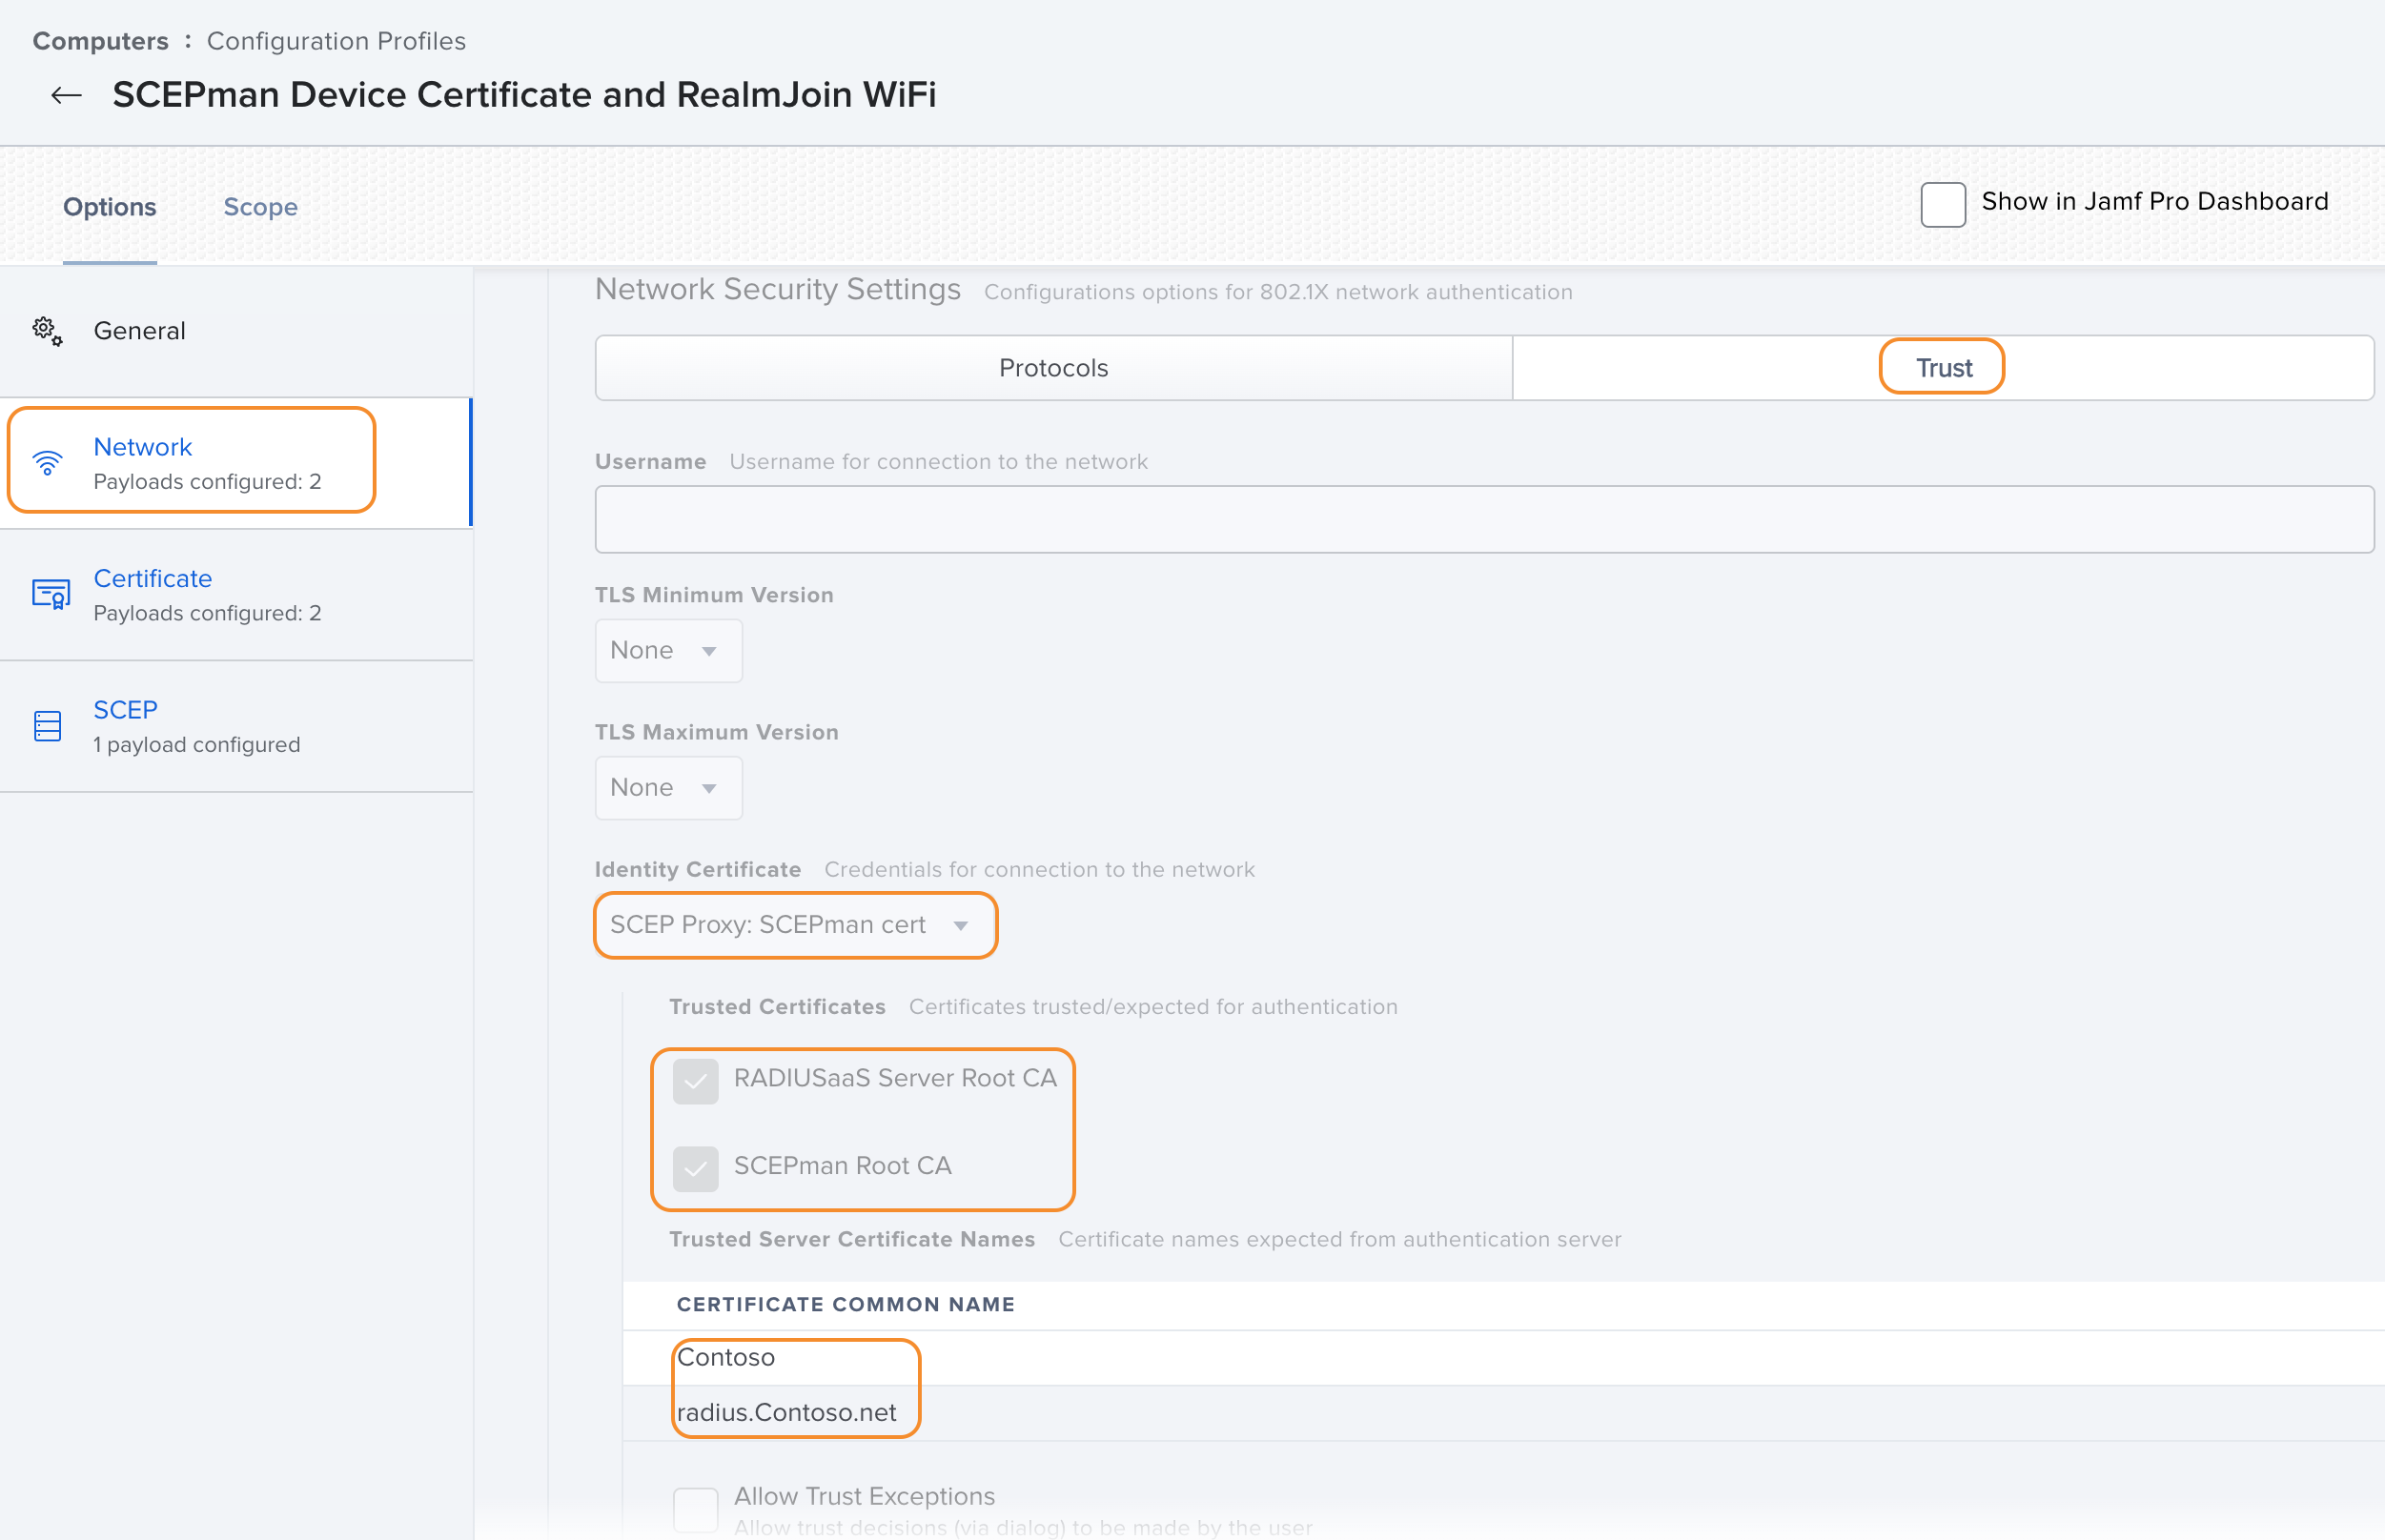 Computers : Configuration Profiles
← SCEPman Device Certificate and RealmJoin WiFi
Options Scope
Show in Jamf Pro Dashboard
General
Network
Payloads configured: 2
Certificate
Payloads configured: 2
SCEP
1 payload configured
Network Security Settings Configurations options for 802.1X network authentication
Protocols Trust
Username Username for connection to the network
TLS Minimum Version
None
TLS Maximum Version
None
Identity Certificate Credentials for connection to the network
SCEP Proxy: SCEPman cert
Trusted Certificates Certificates trusted/expected for authentication
RADIUSaaS Server Root CA
SCEPman Root CA
Trusted Server Certificate Names Certificate names expected from authentication server
CERTIFICATE COMMON NAME
Contoso
radius.Contoso.net
Allow Trust Exceptions
Allow trust decisions (via dialog) to be made by the user